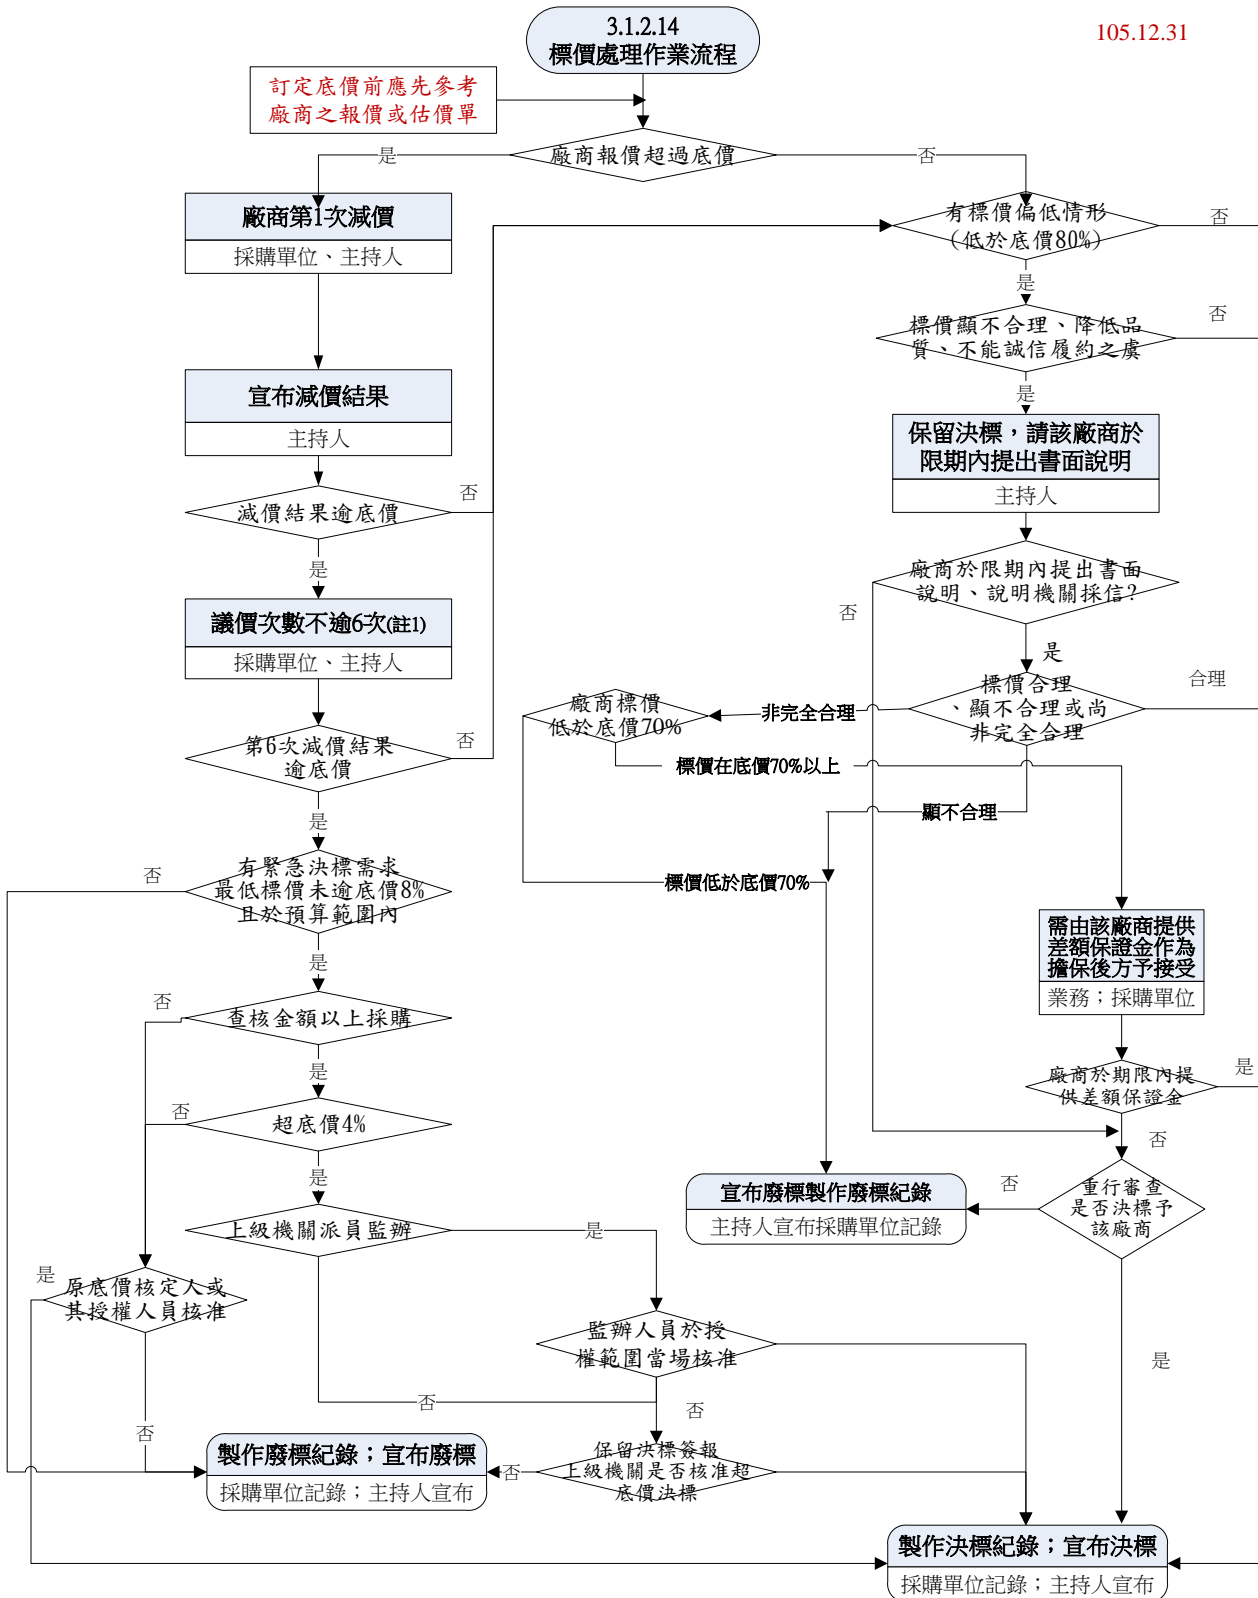 3.1.2.14
標價處理作業流程
105.12.31
訂定底價前應先參考
廠商之報價或估價單
廠商報價超過底價
是
否
廠商第1次減價
採購單位、主持人
有標價偏低情形
(低於底價80%)
否
是
標價顯不合理、降低品
質、不能誠信履約之虞
否
是
宣布減價結果
主持人
保留決標，請該廠商於
限期內提出書面說明
主持人
減價結果逾底價
否
是
廠商於限期內提出書面
說明、說明機關採信?
否
是
議價次數不逾6次(註1)
採購單位、主持人
標價合理
、顯不合理或尚
非完全合理
合理
非完全合理
廠商標價
低於底價70%
標價在底價70%以上
顯不合理
標價低於底價70%
第6次減價結果
逾底價
否
是
有緊急決標需求
最低標價未逾底價8%
且於預算範圍內
否
是
需由該廠商提供
差額保證金作為
擔保後方予接受
業務；採購單位
查核金額以上採購
否
是
廠商於期限內提
供差額保證金
是
否
超底價4%
否
是
重行審查
是否決標予
該廠商
否
是
宣布廢標製作廢標紀錄
主持人宣布採購單位記錄
上級機關派員監辦
是
否
原底價核定人或
其授權人員核准
是
否
監辦人員於授
權範圍當場核准
否
保留決標簽報
上級機關是否核准超
底價決標
否
製作廢標紀錄；宣布廢標
採購單位記錄；主持人宣布
製作決標紀錄；宣布決標
採購單位記錄；主持人宣布